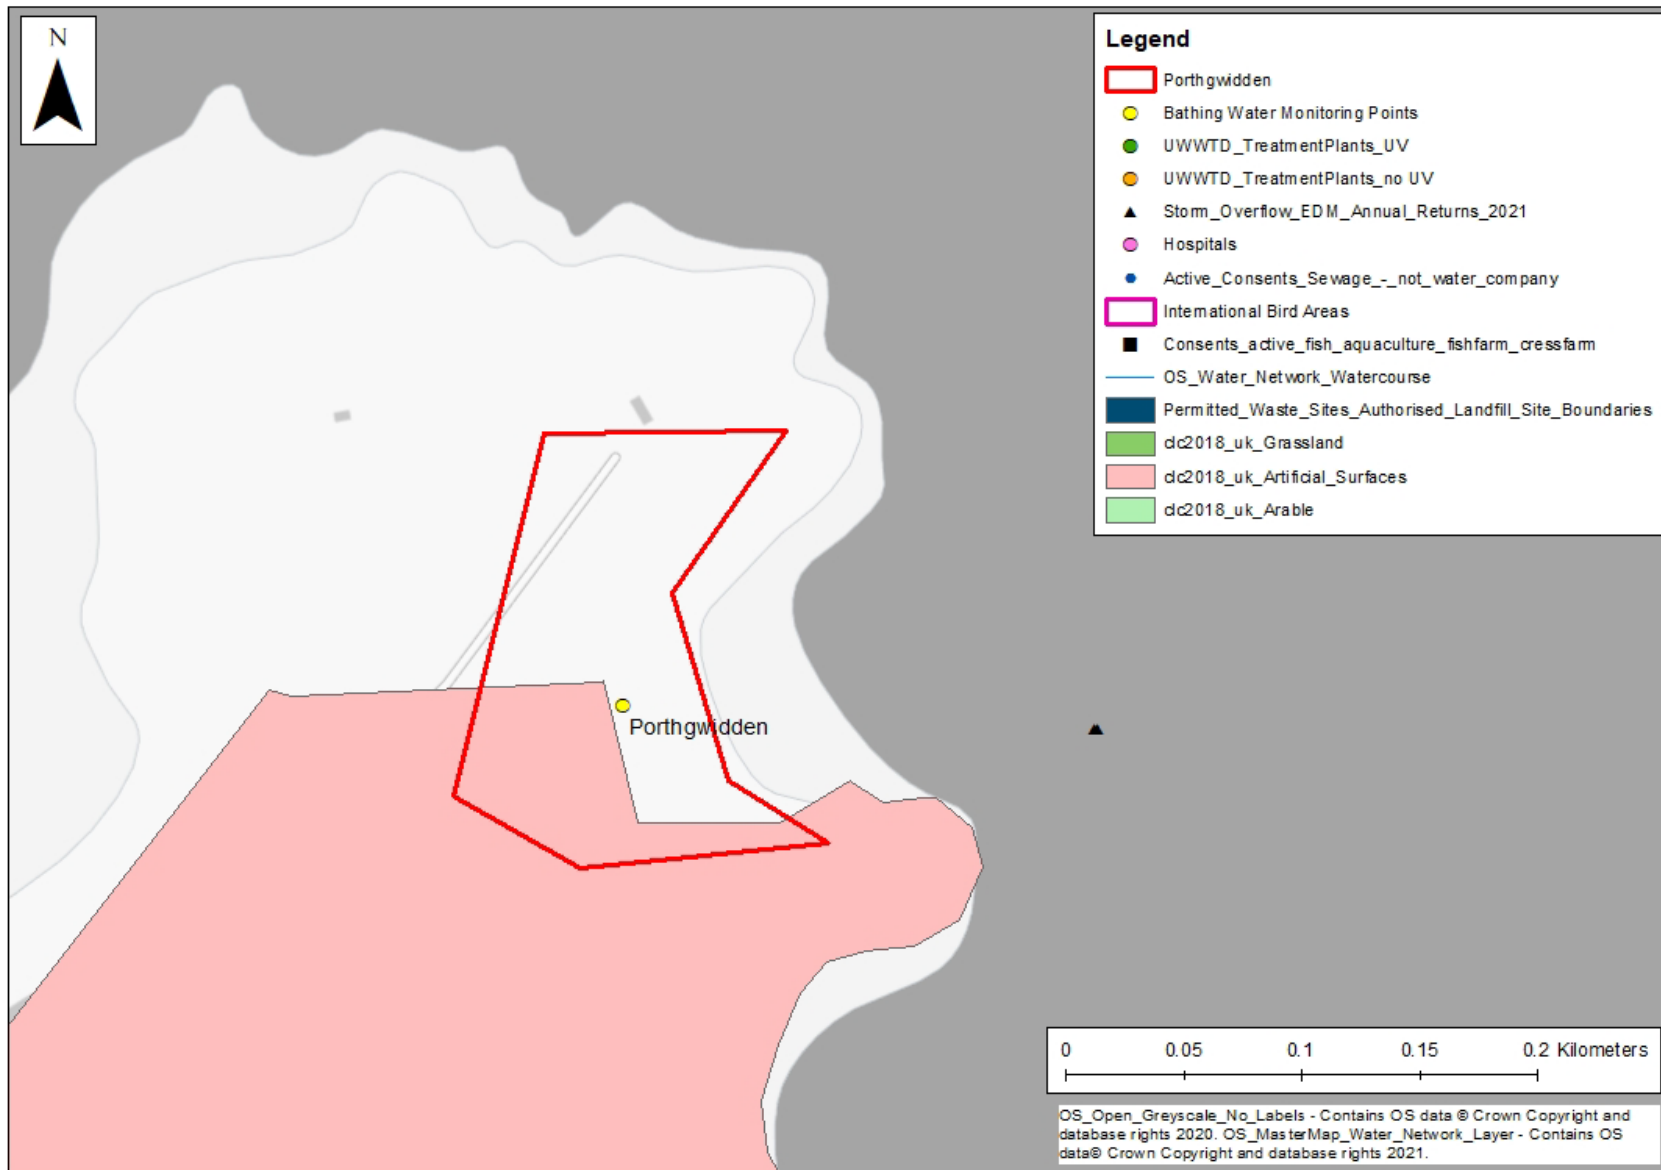 N
Legend
Porthgwidden
Bathing Water Monitoring Points
UWWTD_TreatmentPlants_UV
UWWTD_TreatmentPlants_no UV
Storm_Overflow_EDM_Annual_Returns_2021
Hospitals
Active_Consents_Sewage_-_not_water_company
International Bird Areas
Consents_active_fish_aquaculture_fishfarm_cressfarm
OS_Water_Network_Watercourse
Permitted_Waste_Sites_Authorised_Landfill_Site_Boundaries
clc2018_uk_Grassland
clc2018_uk_Artificial_Surfaces
clc2018_uk_Arable
Porthgwidden
0 0.05 0.1 0.15 0.2 Kilometers
OS_Open_Greyscale_No_Labels - Contains OS data © Crown Copyright and
database rights 2020. OS_MasterMap_Water_Network_Layer - Contains OS
data© Crown Copyright and database rights 2021.